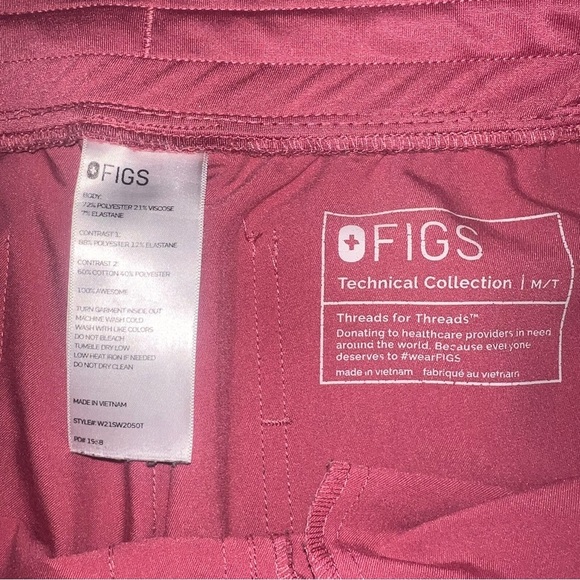 FIGS
BODY:
72% POLYESTER 21% VISCOSE
7% ELASTANE
CONTRAST 1:
88% POLYESTER 12% ELASTANE
CONTRAST 2:
60% COTTON 40% POLYESTER
100% AWESOME
TURN GARMENT INSIDE OUT
MACHINE WASH COLD
WASH WITH LIKE COLORS
DO NOT BLEACH
TUMBLE DRY LOW
LOW HEAT IRON IF NEEDED
DO NOT DRY CLEAN
MADE IN VIETNAM
STYLE# W21SW2050T
FIGS
Technical Collection | M/T
Threads for Threads™
Donating to healthcare providers in need
around the world. Because everyone
deserves to #wearFIGS
made in vietnam fabriqué au vietnam